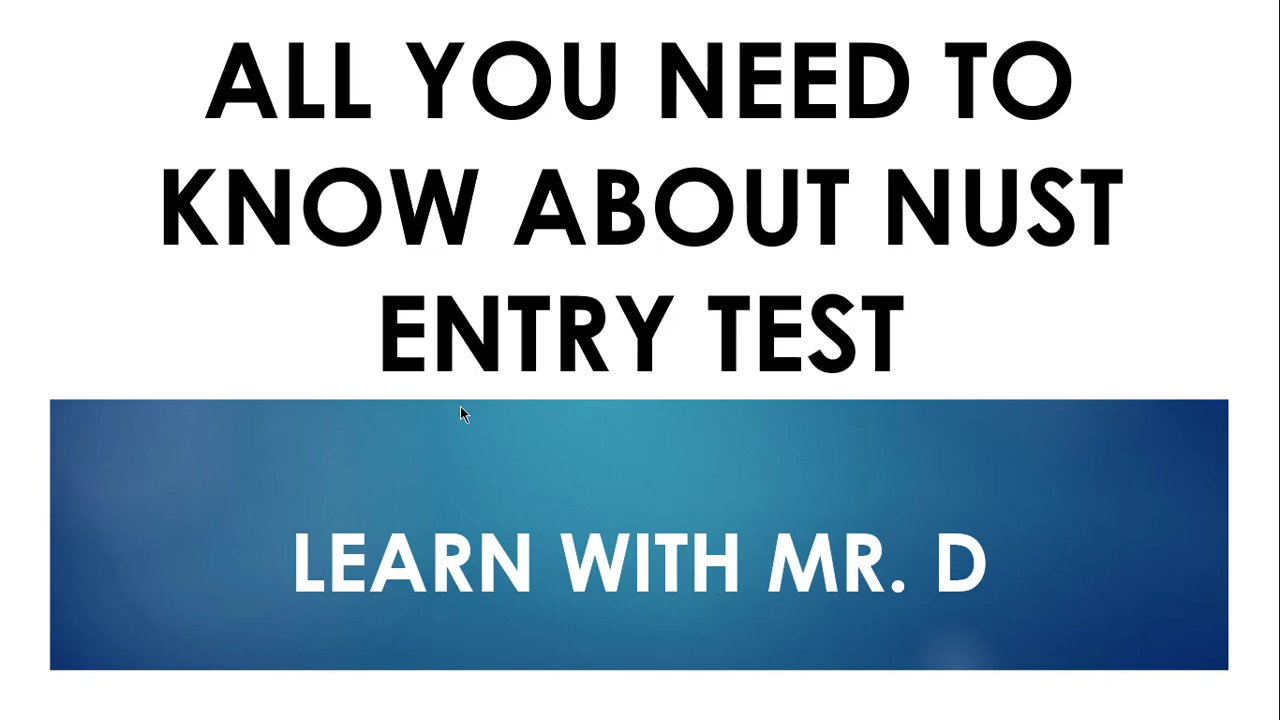 ALL YOU NEED TO
KNOW ABOUT NUST
ENTRY TEST
LEARN WITH MR. D